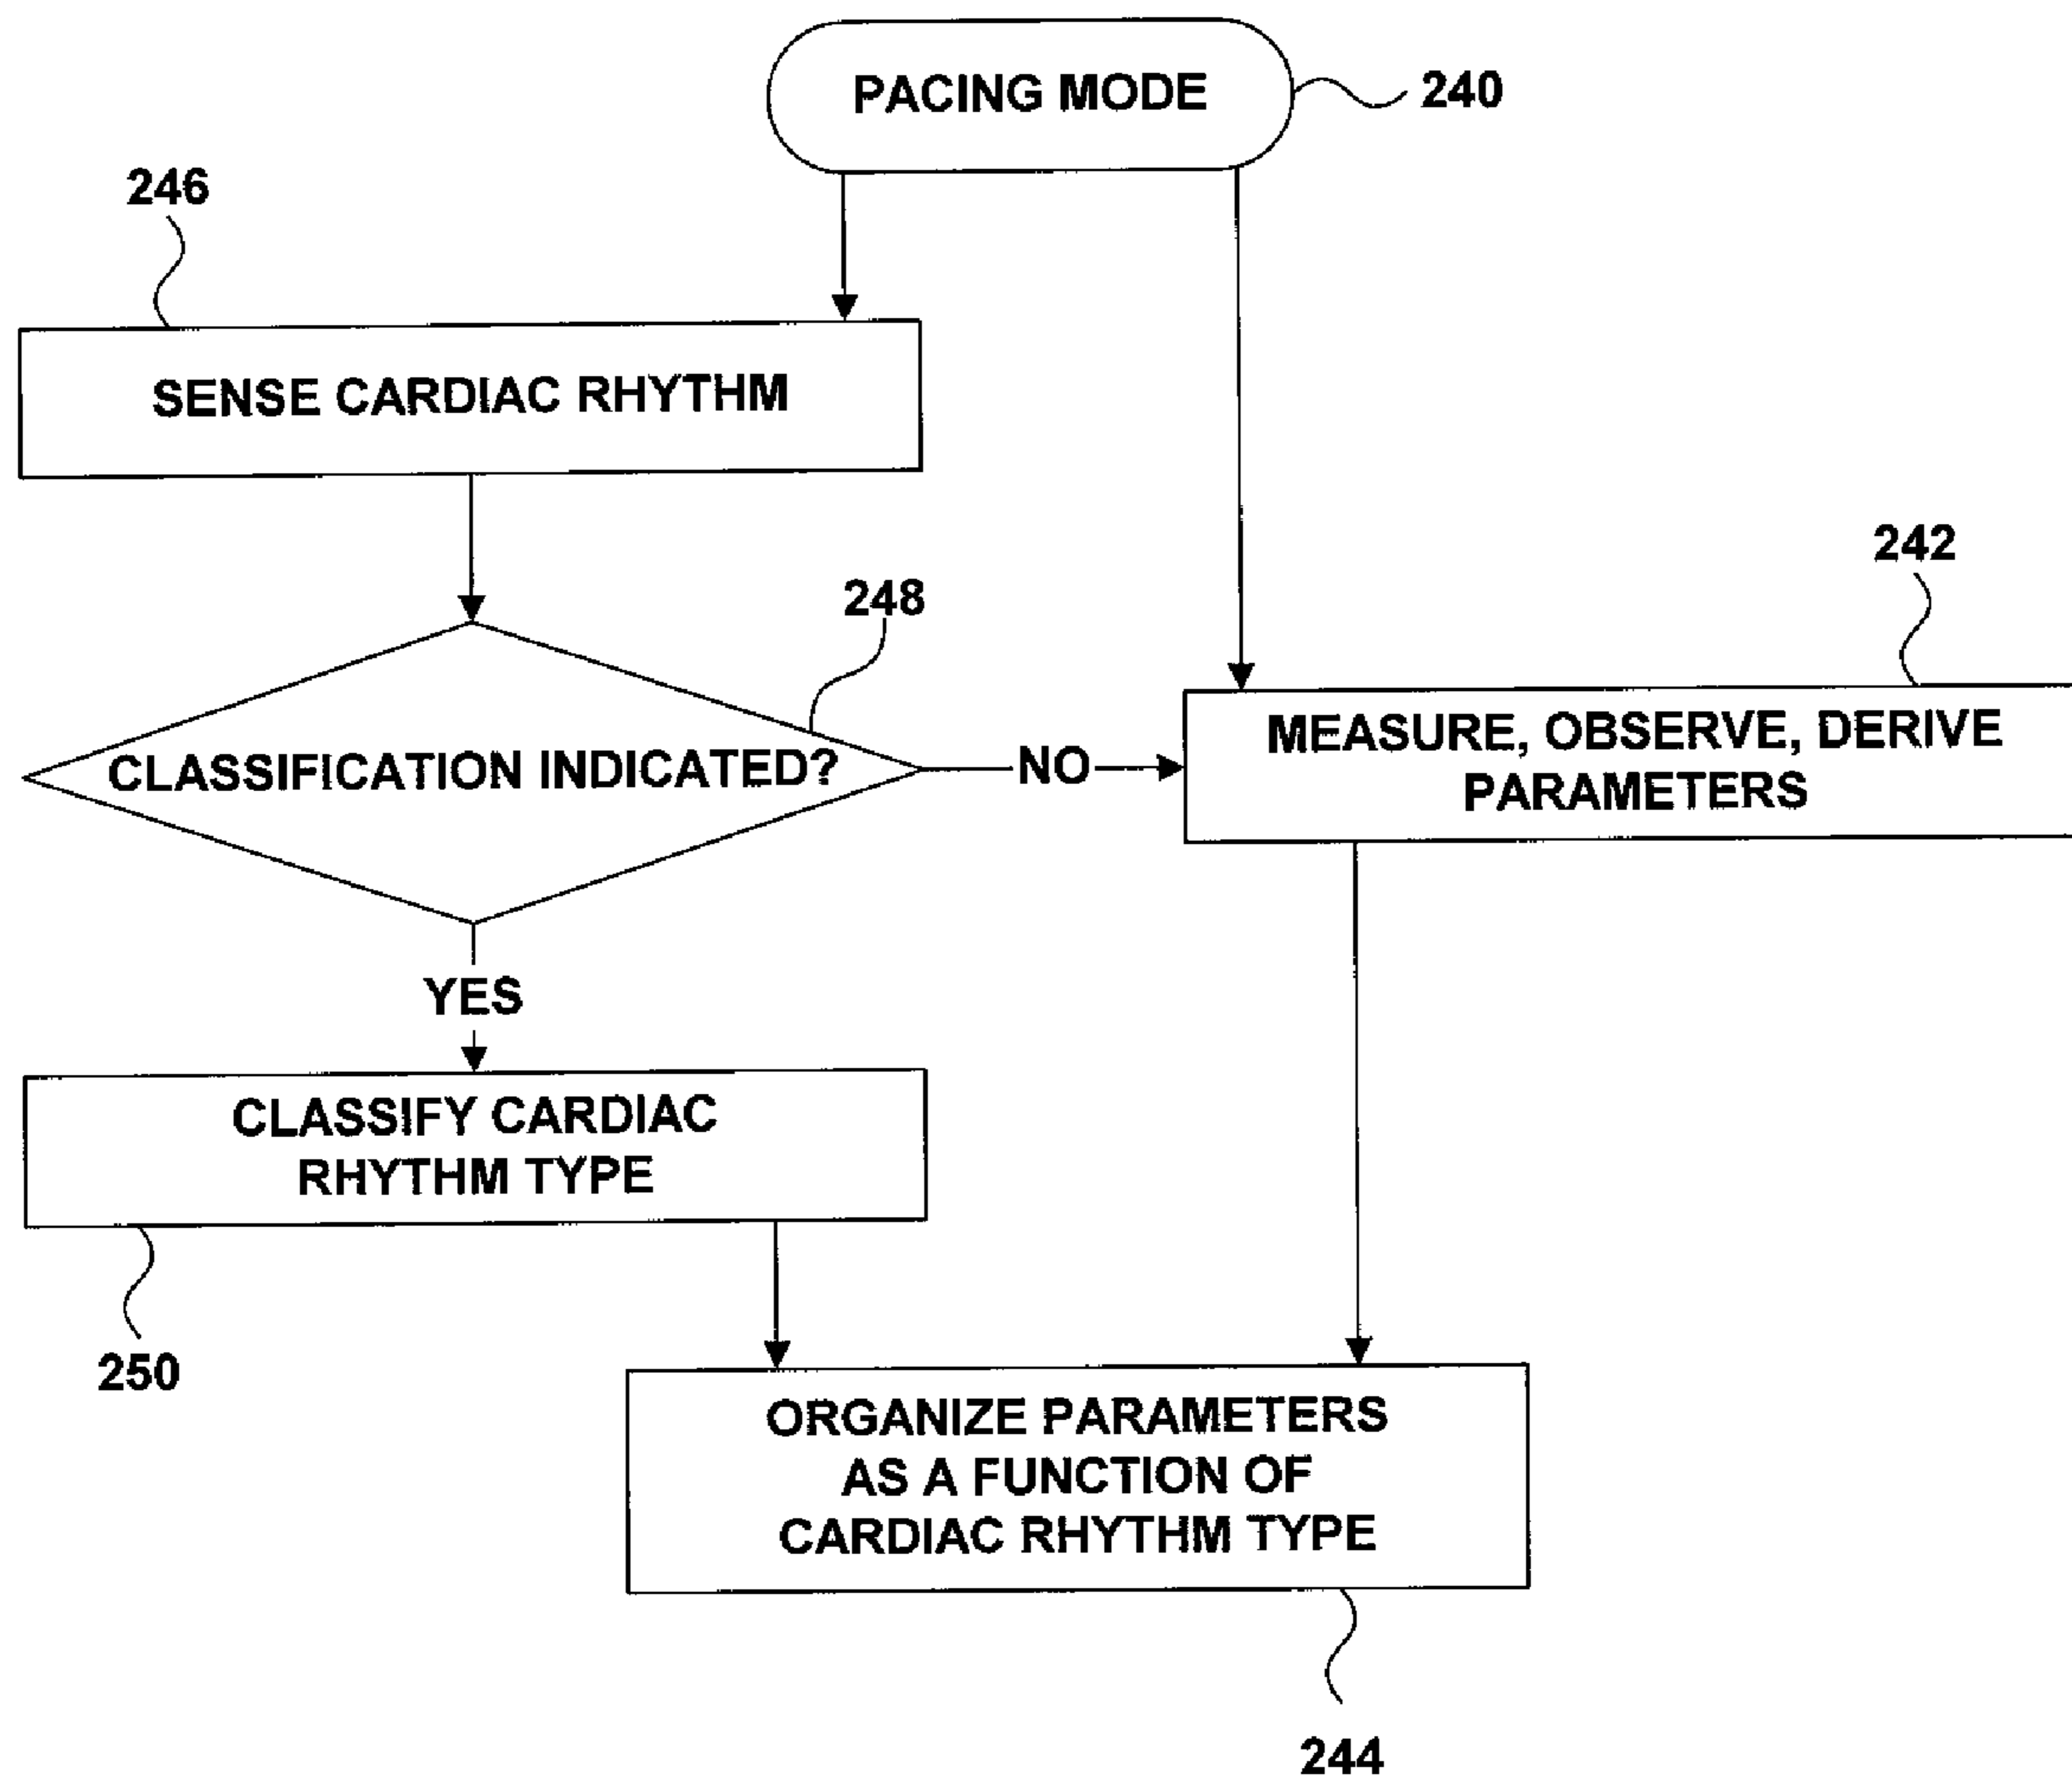 PACING MODE
240
246
SENSE CARDIAC RHYTHM
242
248
CLASSIFICATION INDICATED?
NO
MEASURE, OBSERVE, DERIVE
PARAMETERS
YES
CLASSIFY CARDIAC
RHYTHM TYPE
250
ORGANIZE PARAMETERS
AS A FUNCTION OF
CARDIAC RHYTHM TYPE
244